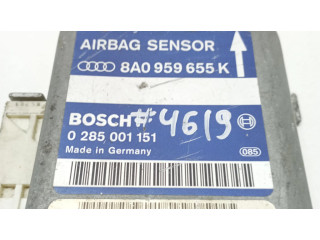 AIRBAG SENSOR
8A0 959 655 K
BOSCH #4619
0 285 001 151
Made in Germany
085